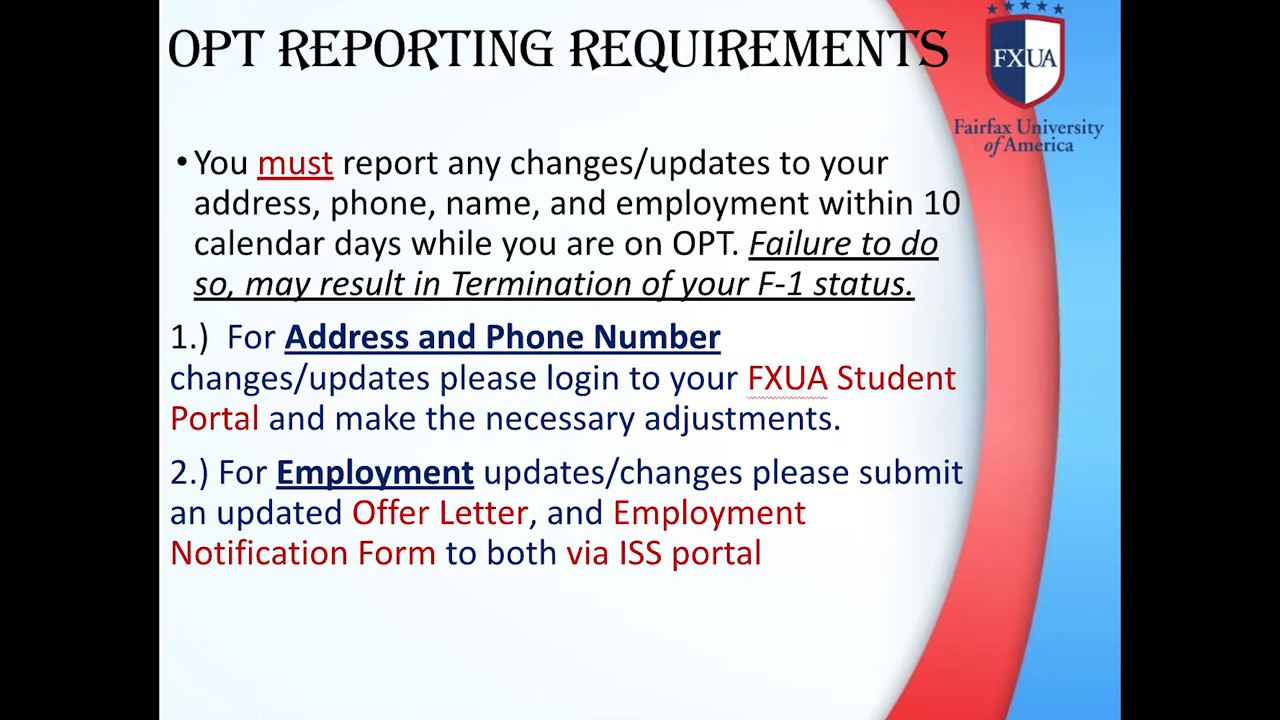 OPT REPORTING REQUIREMENTS
FXUA
Fairfax University
of America
• You must report any changes/updates to your
address, phone, name, and employment within 10
calendar days while you are on OPT. Failure to do
so, may result in Termination of your F-1 status.
1.) For Address and Phone Number
changes/updates please login to your FXUA Student
Portal and make the necessary adjustments.
2.) For Employment updates/changes please submit
an updated Offer Letter, and Employment
Notification Form to both via ISS portal